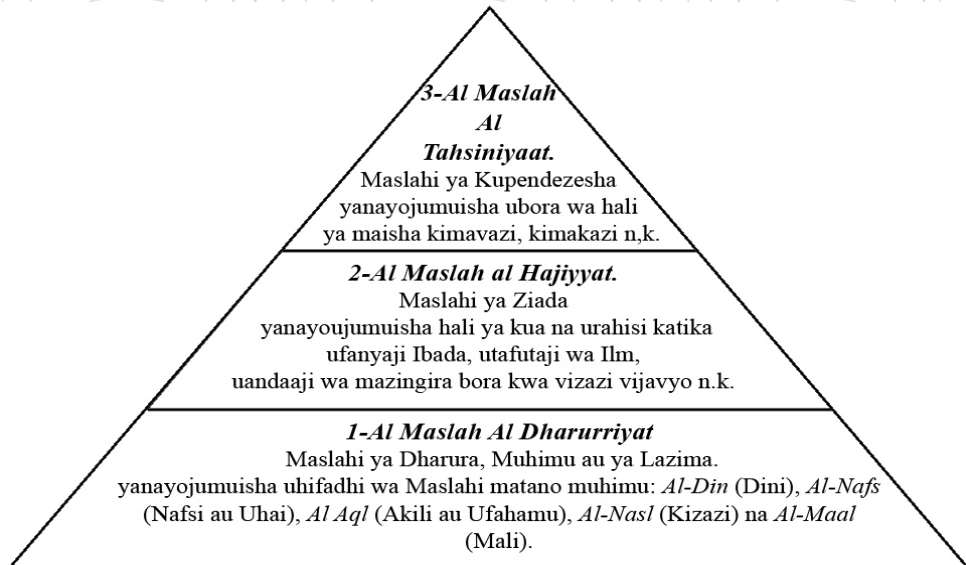 3-Al Maslah
Al
Tahsiniyaat.
Maslahi ya Kupendezesha
yanayojumuisha ubora wa hali
ya maisha kimavazi, kimakazi n,k.
2-Al Maslah al Hajiyyat.
Maslahi ya Ziada
yanayoujumuisha hali ya kua na urahisi katika
ufanyaji Ibada, utafutaji wa Ilm,
uandaaji wa mazingira bora kwa vizazi vijavyo n.k.
1-Al Maslah Al Dharurriyat
Maslahi ya Dharura, Muhimu au ya Lazima.
yanayojumuisha uhifadhi wa Maslahi matano muhimu: Al-Din (Dini), Al-Nafs
(Nafsi au Uhai), Al Aql (Akili au Ufahamu), Al-Nasl (Kizazi) na Al-Maal
(Mali).